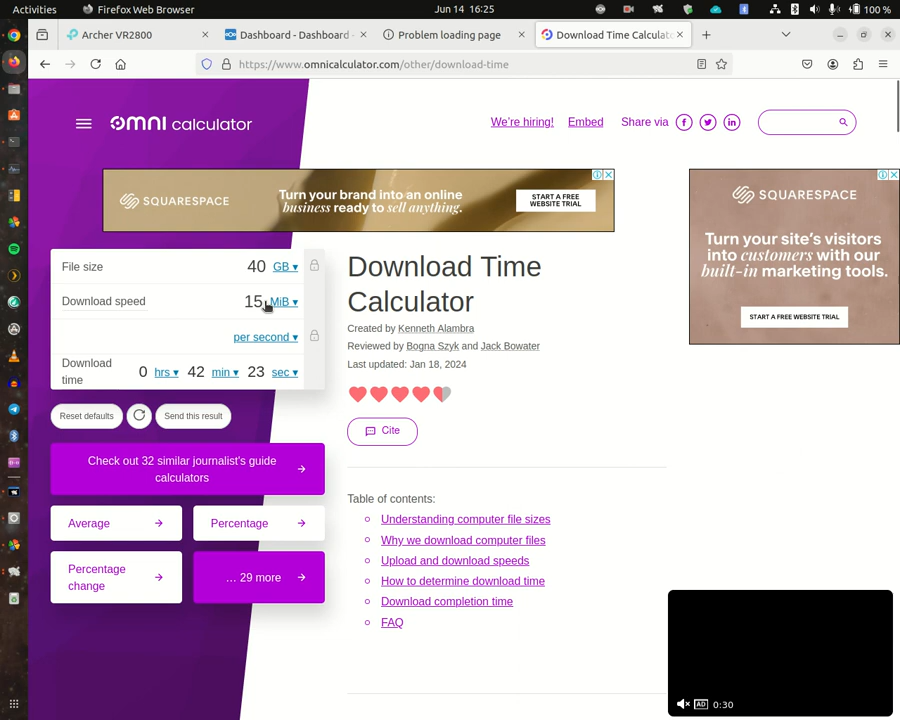 Activities
Firefox Web Browser
Jun 14 16:25
100 %
Archer VR2800
Dashboard - Dashboard -
Problem loading page
Download Time Calculato
https://www.omnicalculator.com/other/download-time
OMNI calculator
We're hiring!
Embed
Share via
SQUARESPACE
Turn your brand into an online
business ready to sell anything.
START A FREE
WEBSITE TRIAL
SQUARESPACE
Turn your site's visitors
into customers with our
built-in marketing tools.
START A FREE WEBSITE TRIAL
File size
40 GB
Download speed
15 MiB
per second
Download
time
0 hrs 42 min 23 sec
Reset defaults
Send this result
Check out 32 similar journalist's guide
calculators
Average
Percentage
Percentage
change
... 29 more
Download Time
Calculator
Created by Kenneth Alambra
Reviewed by Bogna Szyk and Jack Bowater
Last updated: Jan 18, 2024
Cite
Table of contents:
Understanding computer file sizes
Why we download computer files
Upload and download speeds
How to determine download time
Download completion time
FAQ
AD 0:30